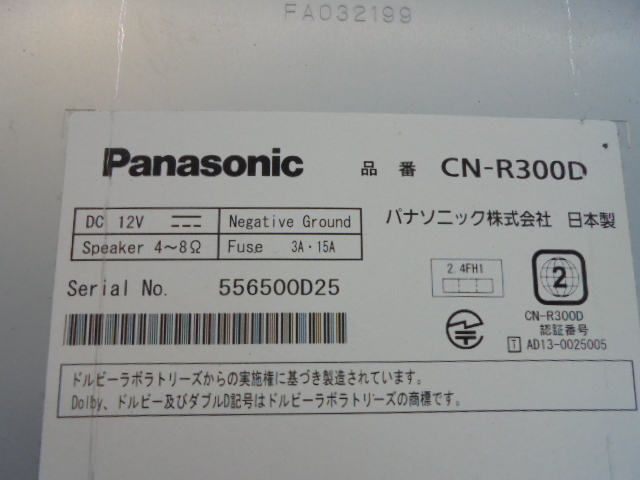 FA032199
Panasonic 品番 CN-R300D
DC 12V Negative Ground
Speaker 4~8Ω Fuse 3A・15A
パナソニック株式会社 日本製
Serial No. 556500D25
2.4FH1
2
CN-R300D
認証番号
T AD13-0025005
ドルビーラボラトリーズからの実施権に基づき製造されています。
Dolby、ドルビー及びダブルD記号はドルビーラボラトリーズの商標です。